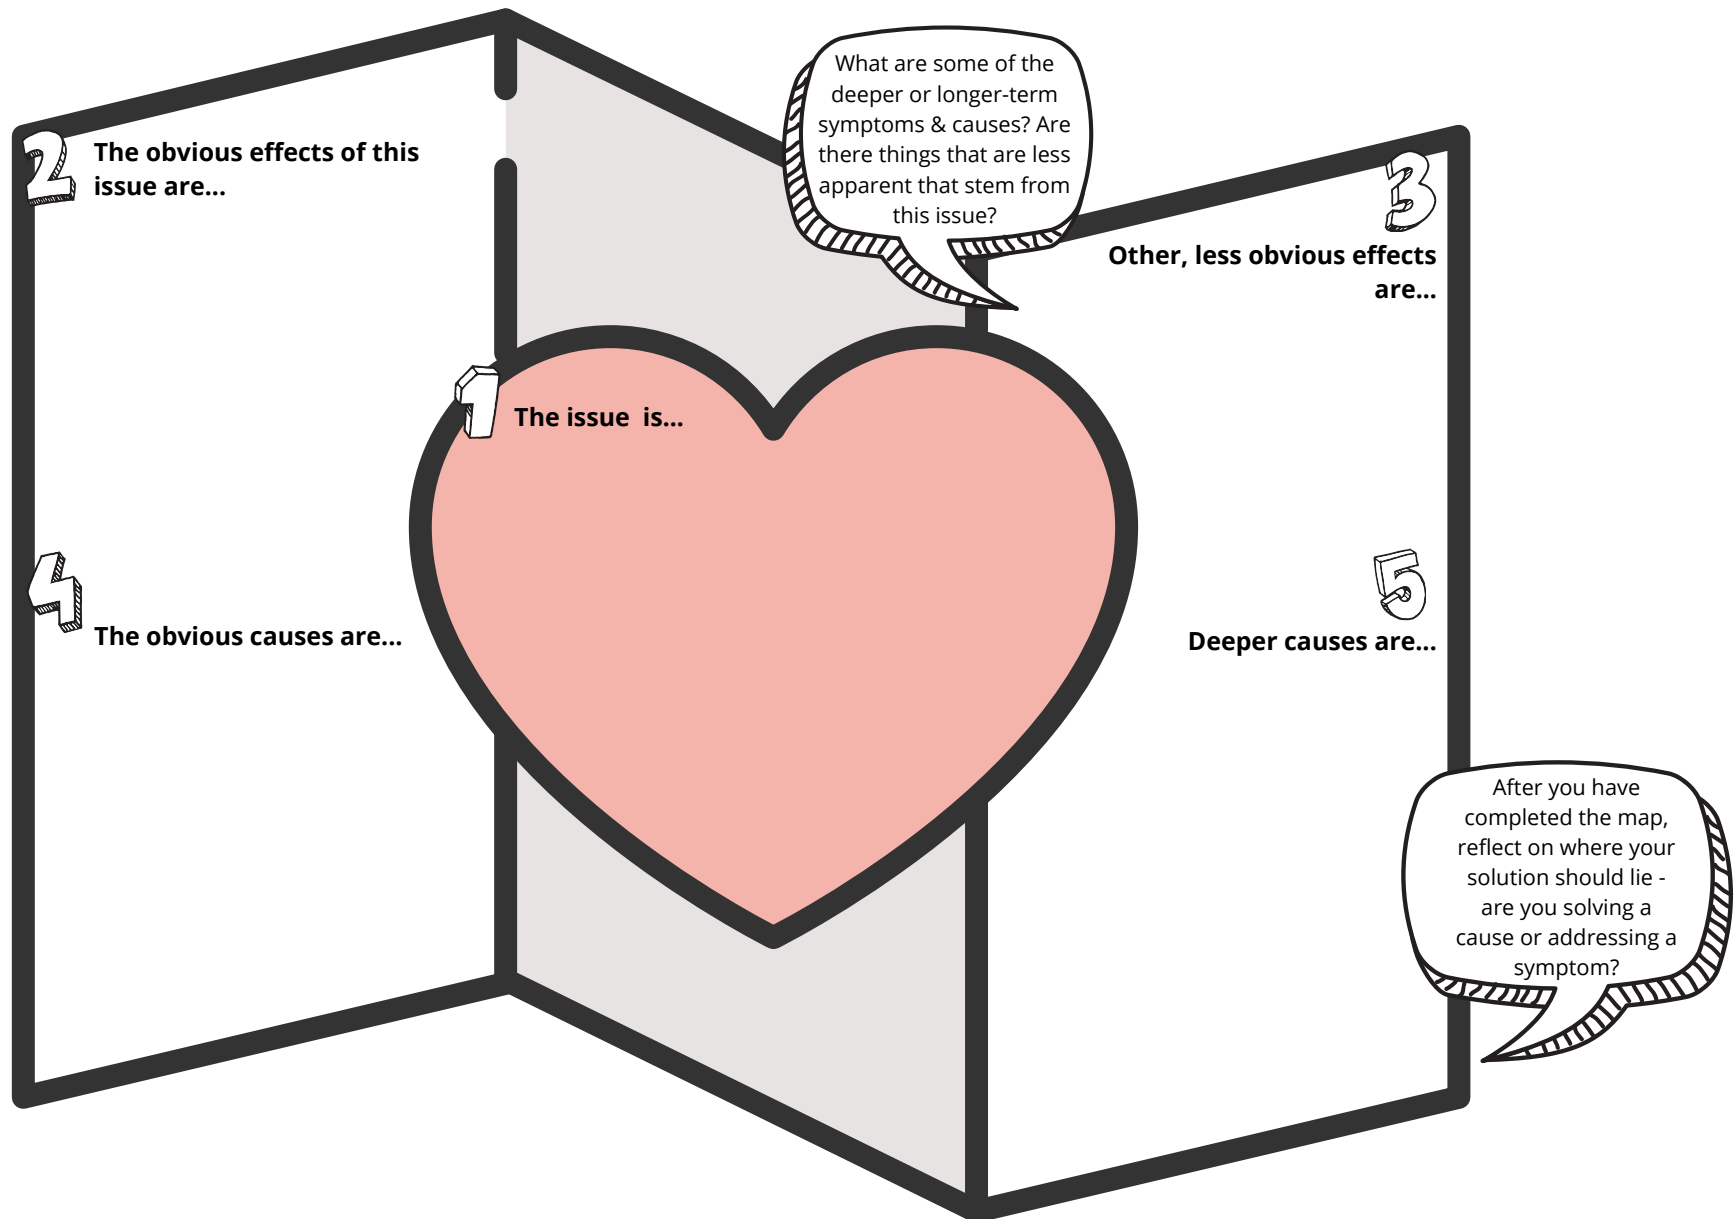 1
The issue  is...
2
The obvious effects of this
issue are...
What are some of the
deeper or longer-term
symptoms & causes? Are
there things that are less
apparent that stem from
this issue?
3
Other, less obvious effects
are...
4
The obvious causes are...
5
Deeper causes are...
After you have
completed the map,
reflect on where your
solution should lie -
are you solving a
cause or addressing a
symptom?